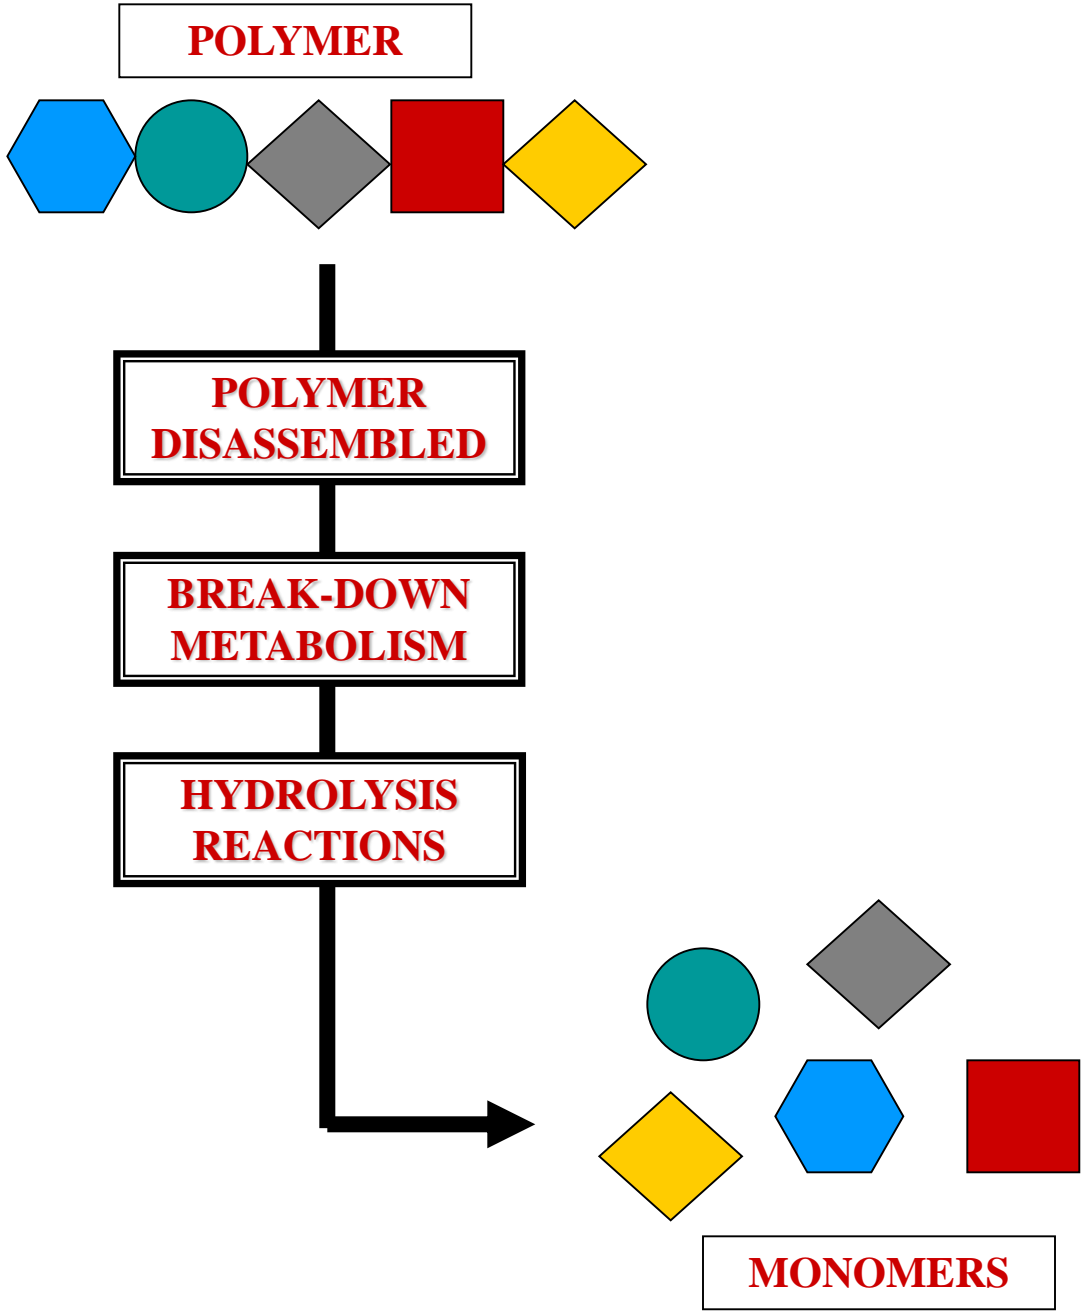 POLYMER
POLYMER
DISASSEMBLED
BREAK-DOWN
METABOLISM
HYDROLYSIS
REACTIONS
MONOMERS